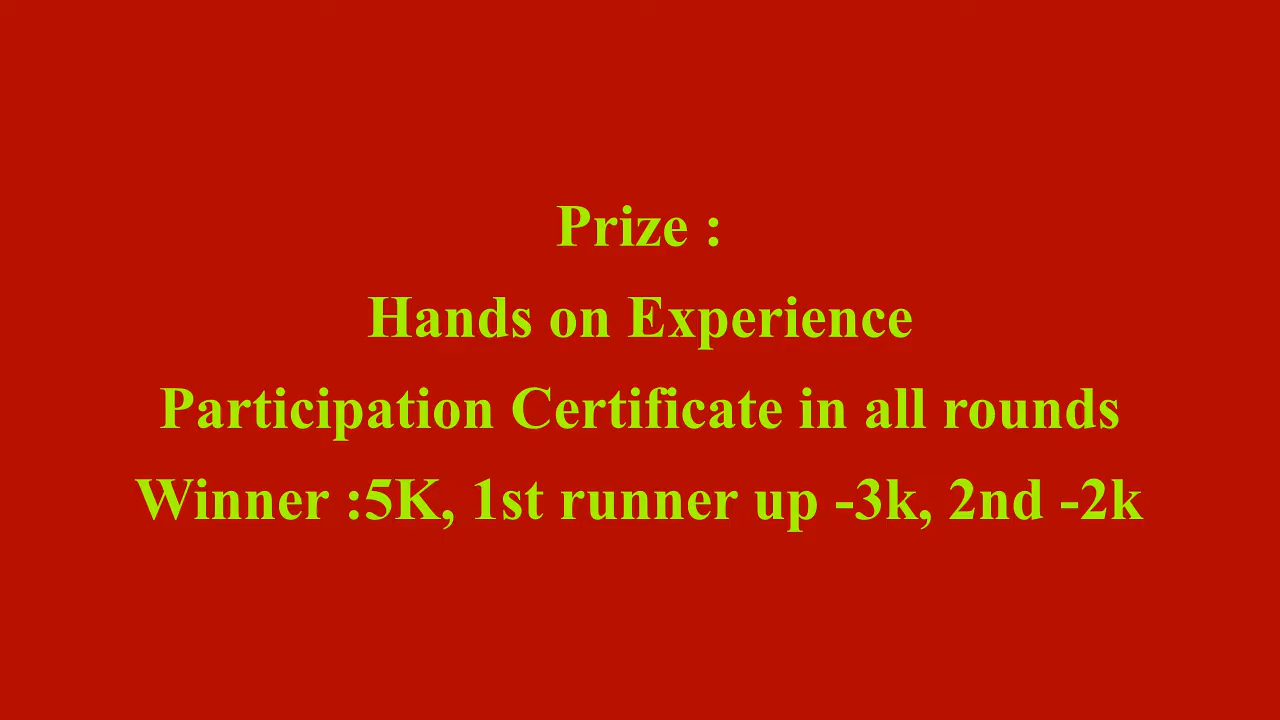 Prize :
Hands on Experience
Participation Certificate in all rounds
Winner :5K, 1st runner up -3k, 2nd -2k